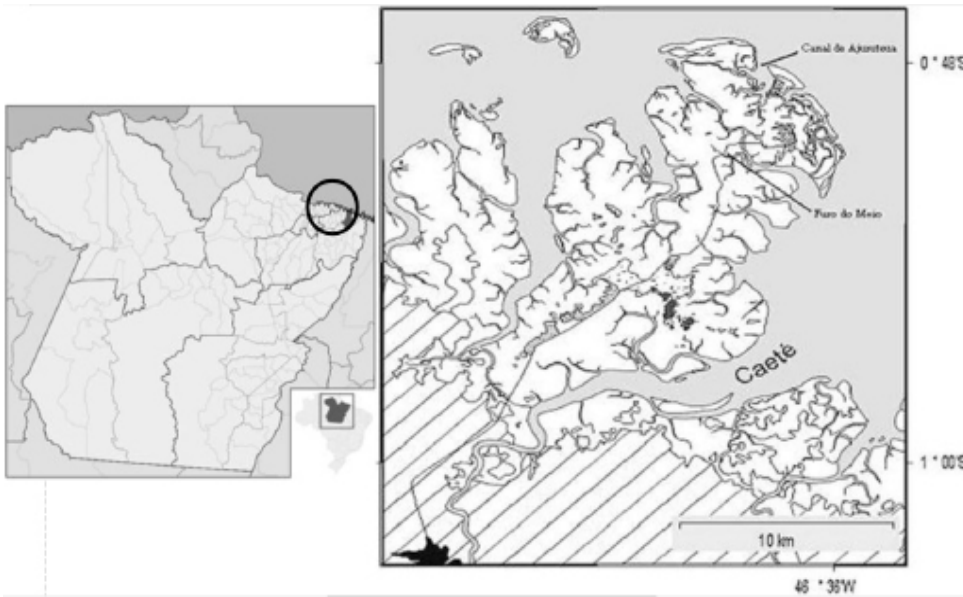 Canal de Ajuruteua
0 48'S
Furo do Meio
Caeté
1 °00'S
10 km
46 °36'W